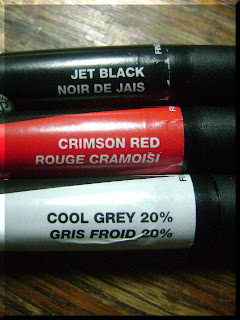 JET BLACK
NOIR DE JAIS
CRIMSON RED
ROUGE CRAMOISI
COOL GREY 20%
GRIS FROID 20%